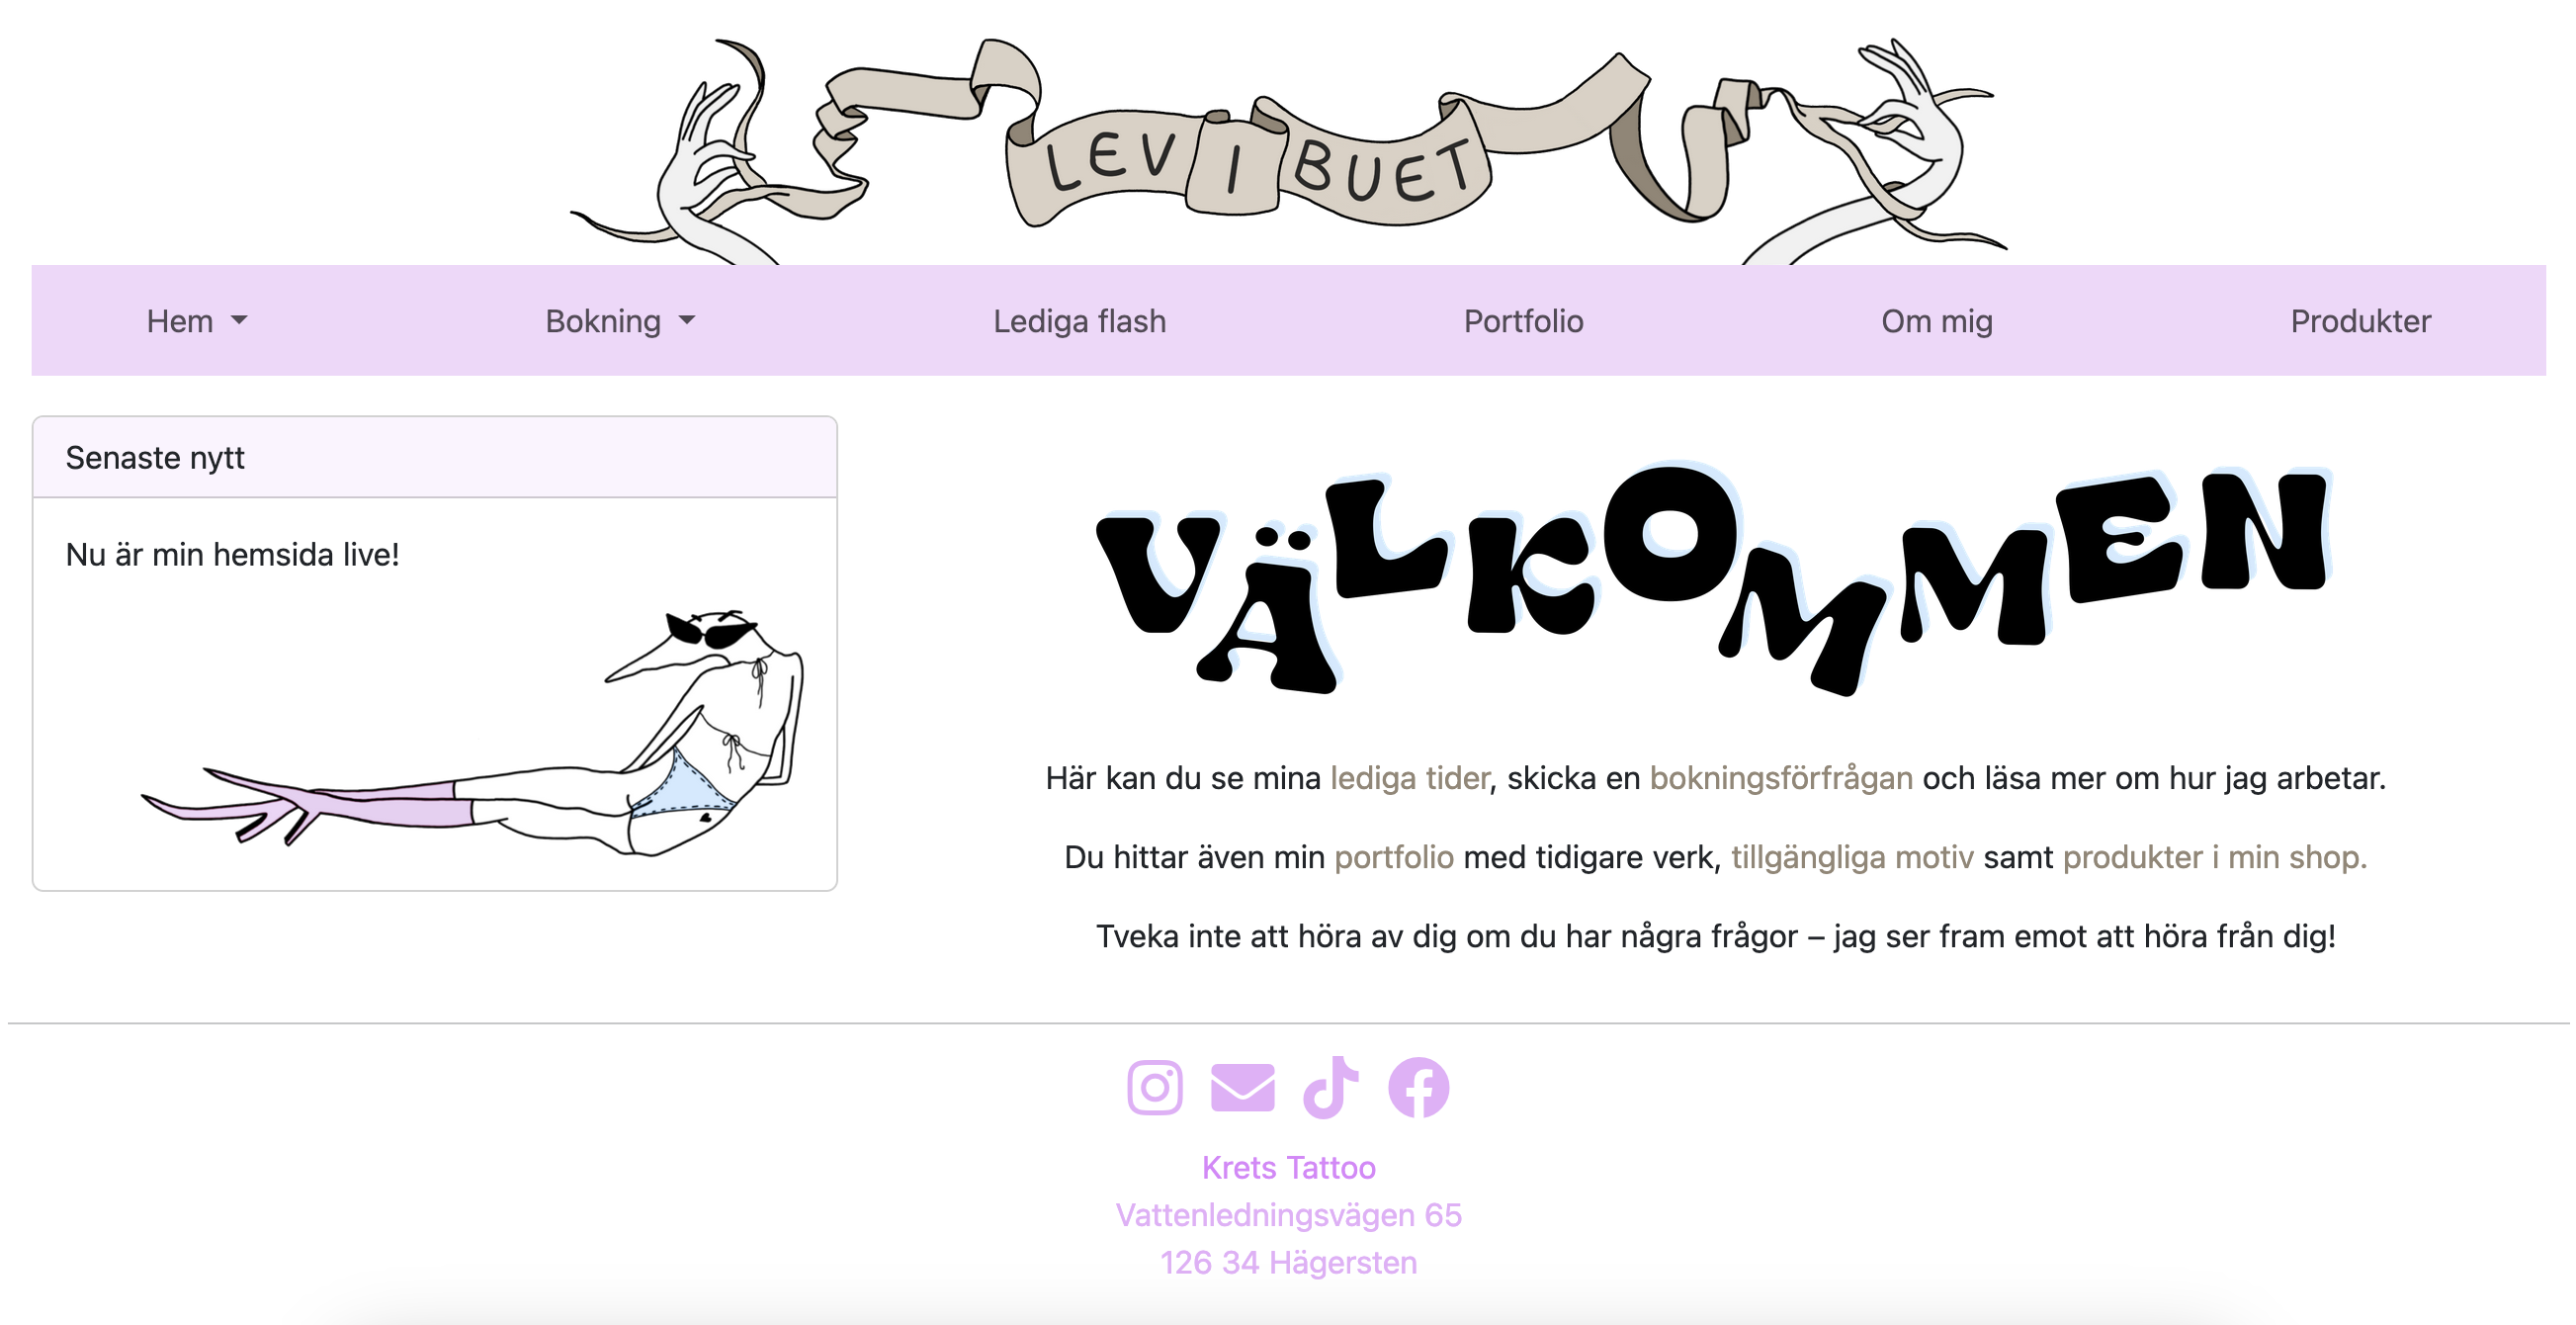 LEV I BUET
Hem Bokning Lediga flash Portfolio Om mig Produkter
Senaste nytt
Nu är min hemsida live!
VÄLKOMMEN
Här kan du se mina lediga tider, skicka en bokningsförfrågan och läsa mer om hur jag arbetar.
Du hittar även min portfolio med tidigare verk, tillgängliga motiv samt produkter i min shop.
Tveka inte att höra av dig om du har några frågor – jag ser fram emot att höra från dig!
Krets Tattoo
Vattenledningsvägen 65
126 34 Hägersten